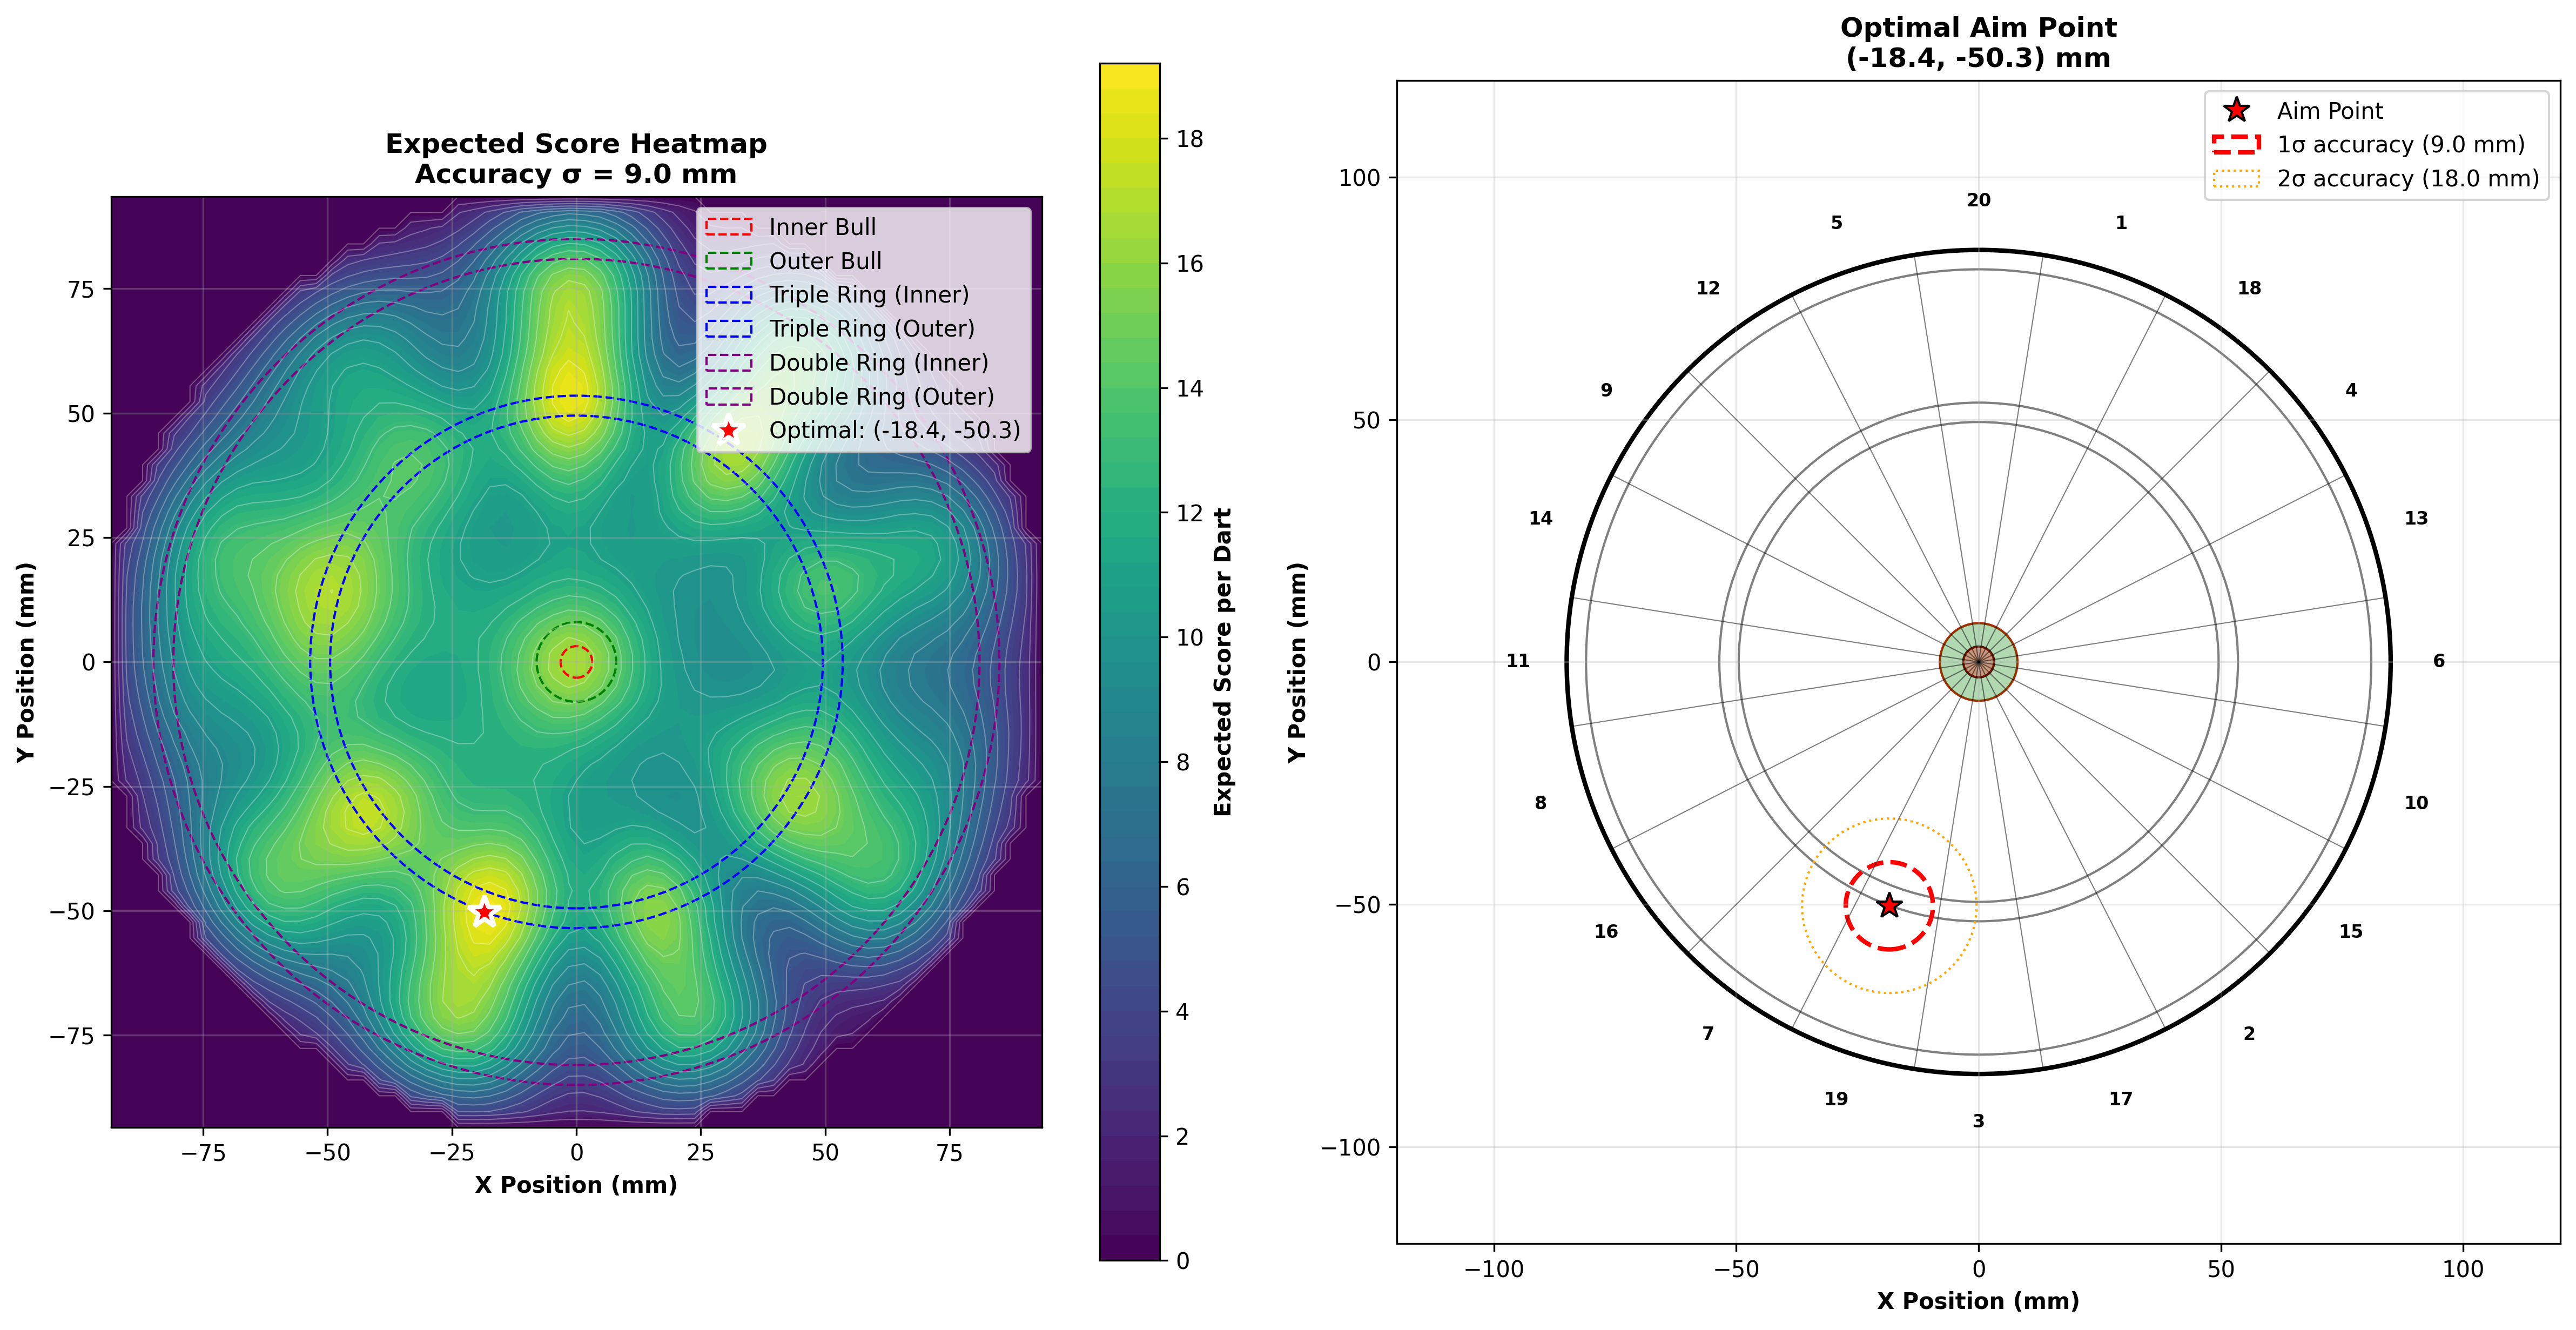 Expected Score Heatmap
Accuracy σ = 9.0 mm
Inner Bull
Outer Bull
Triple Ring (Inner)
Triple Ring (Outer)
Double Ring (Inner)
Double Ring (Outer)
Optimal: (-18.4, -50.3)
75
50
25
0
−25
−50
−75
Y Position (mm)
−75
−50
−25
0
25
50
75
X Position (mm)
18
16
14
12
10
8
6
4
2
0
Expected Score per Dart
Optimal Aim Point
(-18.4, -50.3) mm
Aim Point
1σ accuracy (9.0 mm)
2σ accuracy (18.0 mm)
100
50
0
−50
−100
Y Position (mm)
20
1
18
4
13
6
10
15
2
17
3
19
7
16
8
11
14
9
12
5
−100
−50
0
50
100
X Position (mm)